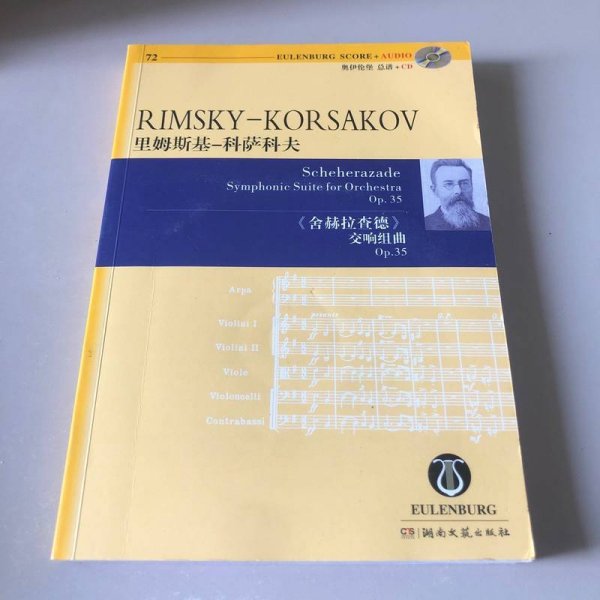 72
EULENBURG SCORE+AUDIO
奥伊伦堡 总谱+CD
RIMSKY-KORSAKOV
里姆斯基-科萨科夫
Scheherazade
Symphonic Suite for Orchestra
Op. 35
《舍赫拉查德》
交响组曲
Op.35
Arpa
Violini I
Violini II
Viole
Violoncelli
Contrabassi
EULENBURG
湖南文艺出版社